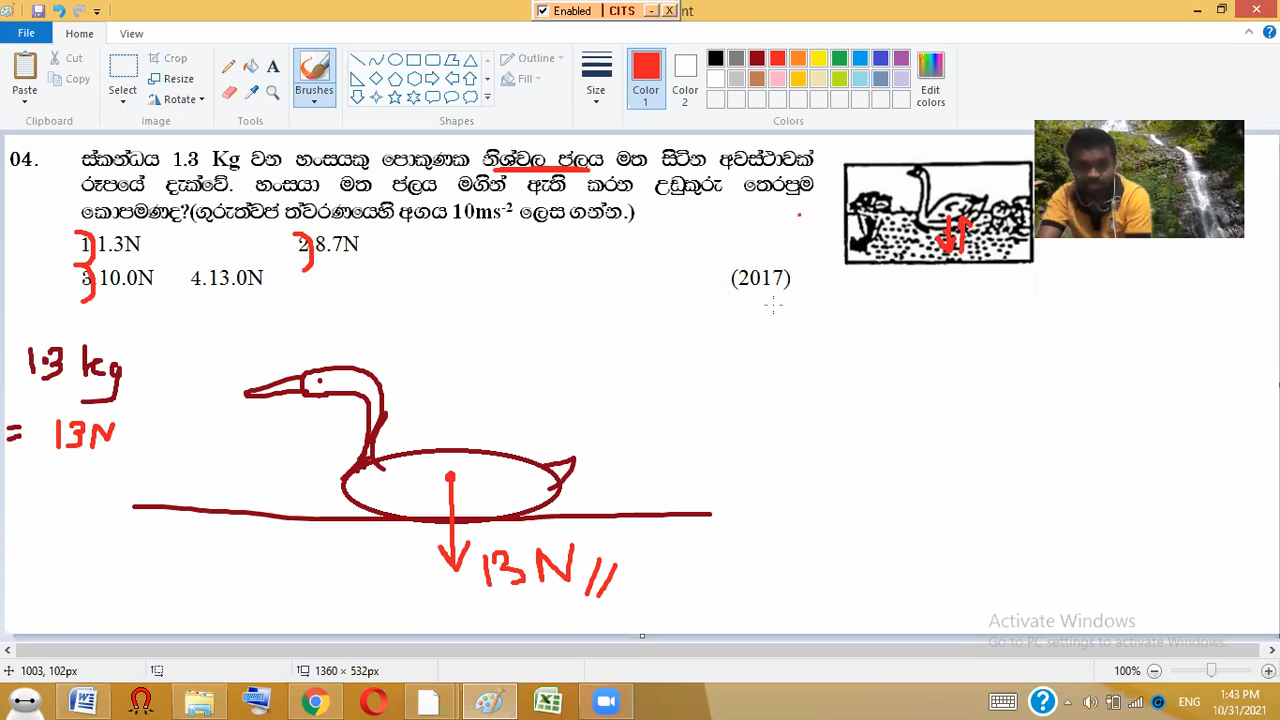 Enabled | CITS
nt
File Home View
Paste
Cut
Copy
Clipboard
Select
Crop
Resize
Rotate
Image
Tools
Brushes
Shapes
Outline
Fill
Size
Color 1
Color 2
Edit colors
Colors
04. ස්කන්ධය 1.3 Kg වන හංසයකු පොකුණක නිශ්චල ජලය මත සිටින අවස්ථාවක්
රූපයේ දැක්වේ. හංසයා මත ජලය මගින් ඇති කරන උඩුකුරු තෙරපුම
කොපමණද?(ගුරුත්වජ ත්වරණයෙහි අගය 10ms-2 ලෙස ගන්න.)
1.1.3N 2.8.7N
3.10.0N 4.13.0N (2017)
1.3 kg
= 13N
13N//
Activate Windows
Go to PC settings to activate Windows.
1003, 102px
1360 × 532px
100%
ENG
1:43 PM
10/31/2021